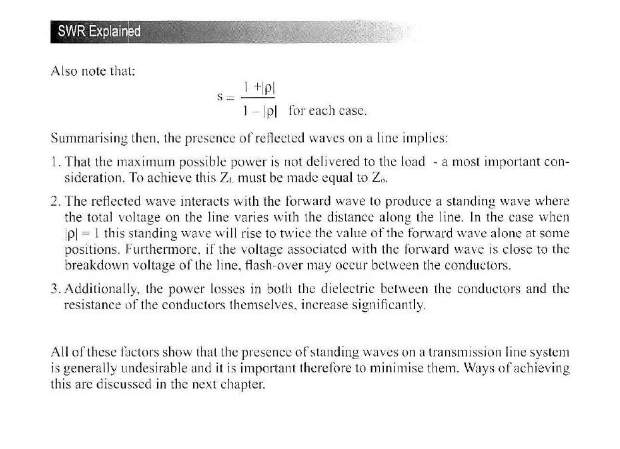 SWR Explained
Also note that:
s = 1 +|ρ|
1 – |ρ| for each case.
Summarising then, the presence of reflected waves on a line implies:
1. That the maximum possible power is not delivered to the load - a most important con-
sideration. To achieve this ZL must be made equal to Zo.
2. The reflected wave interacts with the forward wave to produce a standing wave where
the total voltage on the line varies with the distance along the line. In the case when
|ρ| = 1 this standing wave will rise to twice the value of the forward wave alone at some
positions. Furthermore, if the voltage associated with the forward wave is close to the
breakdown voltage of the line, flash-over may occur between the conductors.
3. Additionally, the power losses in both the dielectric between the conductors and the
resistance of the conductors themselves, increase significantly.
All of these factors show that the presence of standing waves on a transmission line system
is generally undesirable and it is important therefore to minimise them. Ways of achieving
this are discussed in the next chapter.